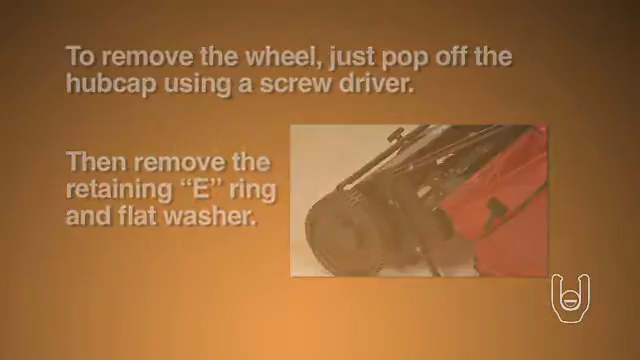 To remove the wheel, just pop off the
hubcap using a screw driver.
Then remove the
retaining “E” ring
and flat washer.